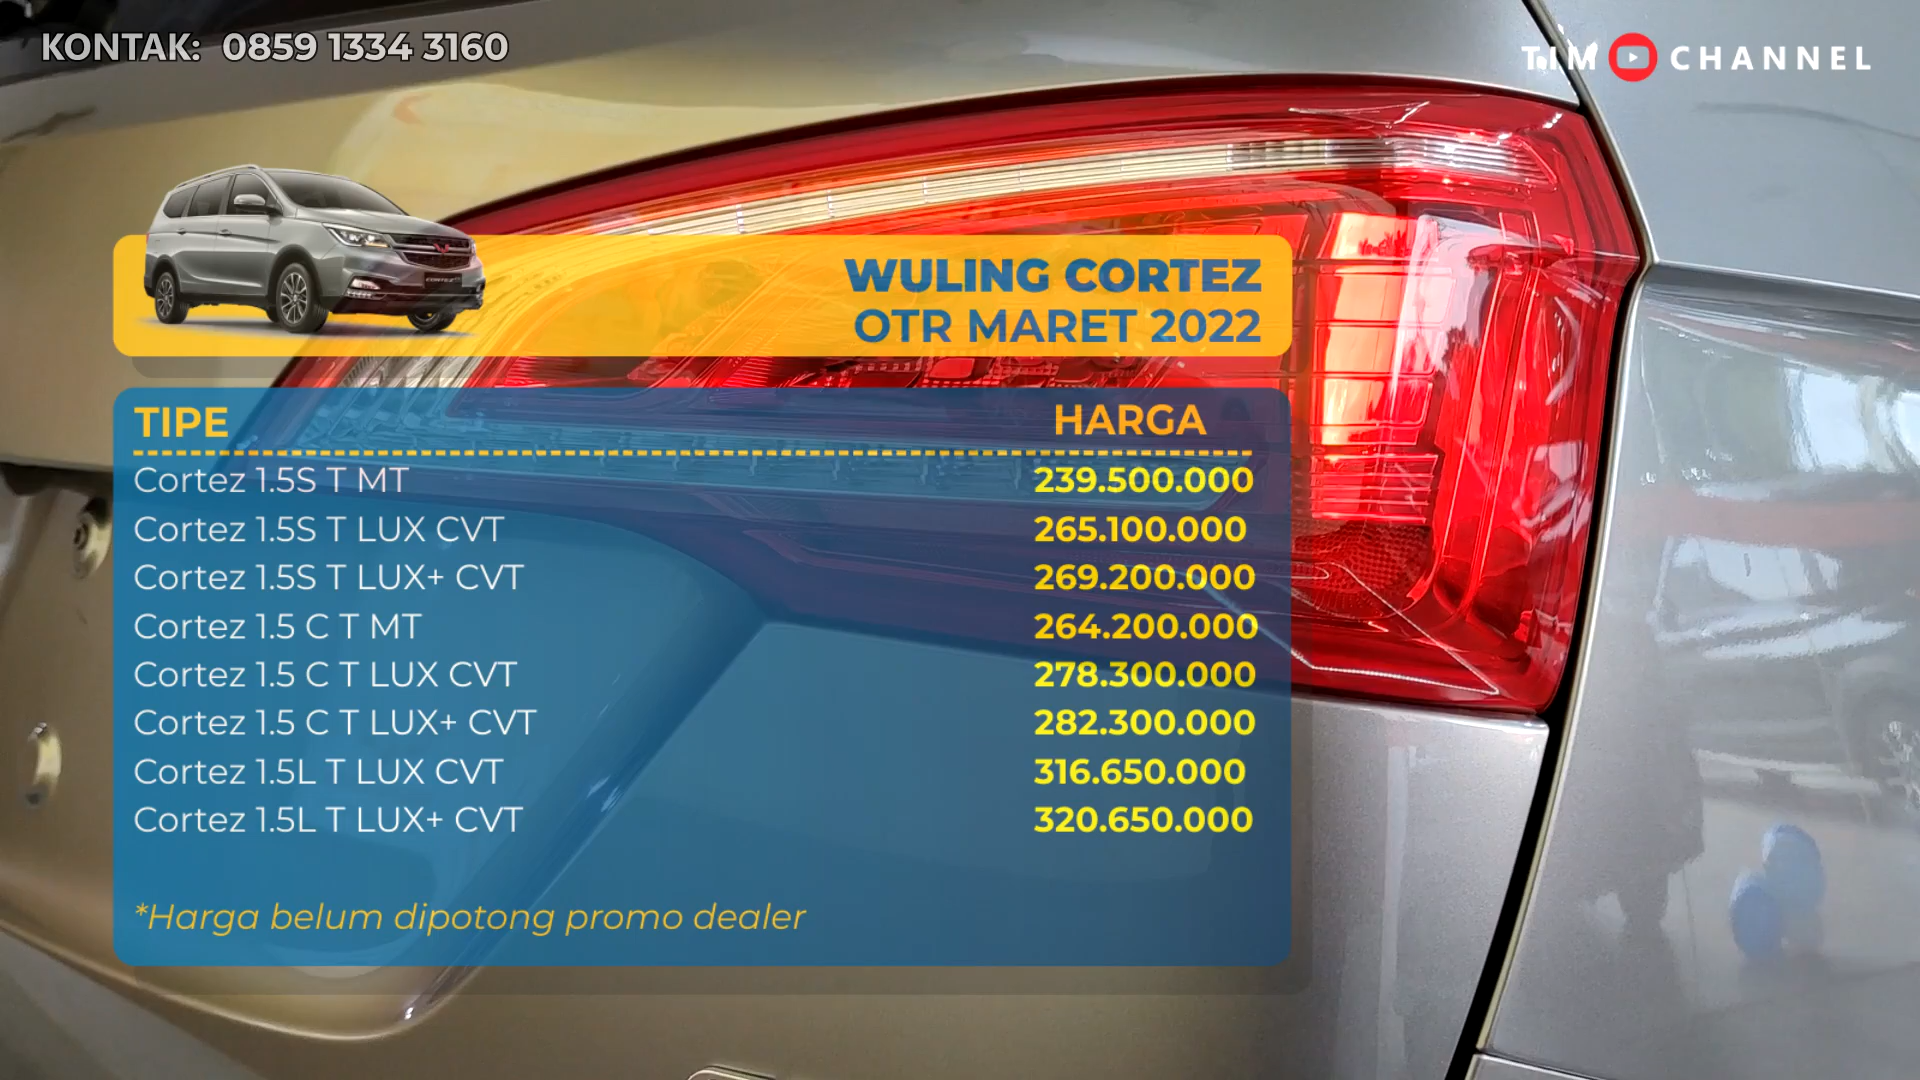 KONTAK: 0859 1334 3160
TIM CHANNEL
WULING CORTEZ
OTR MARET 2022
TIPE HARGA
Cortez 1.5S T MT 239.500.000
Cortez 1.5S T LUX CVT 265.100.000
Cortez 1.5S T LUX+ CVT 269.200.000
Cortez 1.5 C T MT 264.200.000
Cortez 1.5 C T LUX CVT 278.300.000
Cortez 1.5 C T LUX+ CVT 282.300.000
Cortez 1.5L T LUX CVT 316.650.000
Cortez 1.5L T LUX+ CVT 320.650.000
*Harga belum dipotong promo dealer